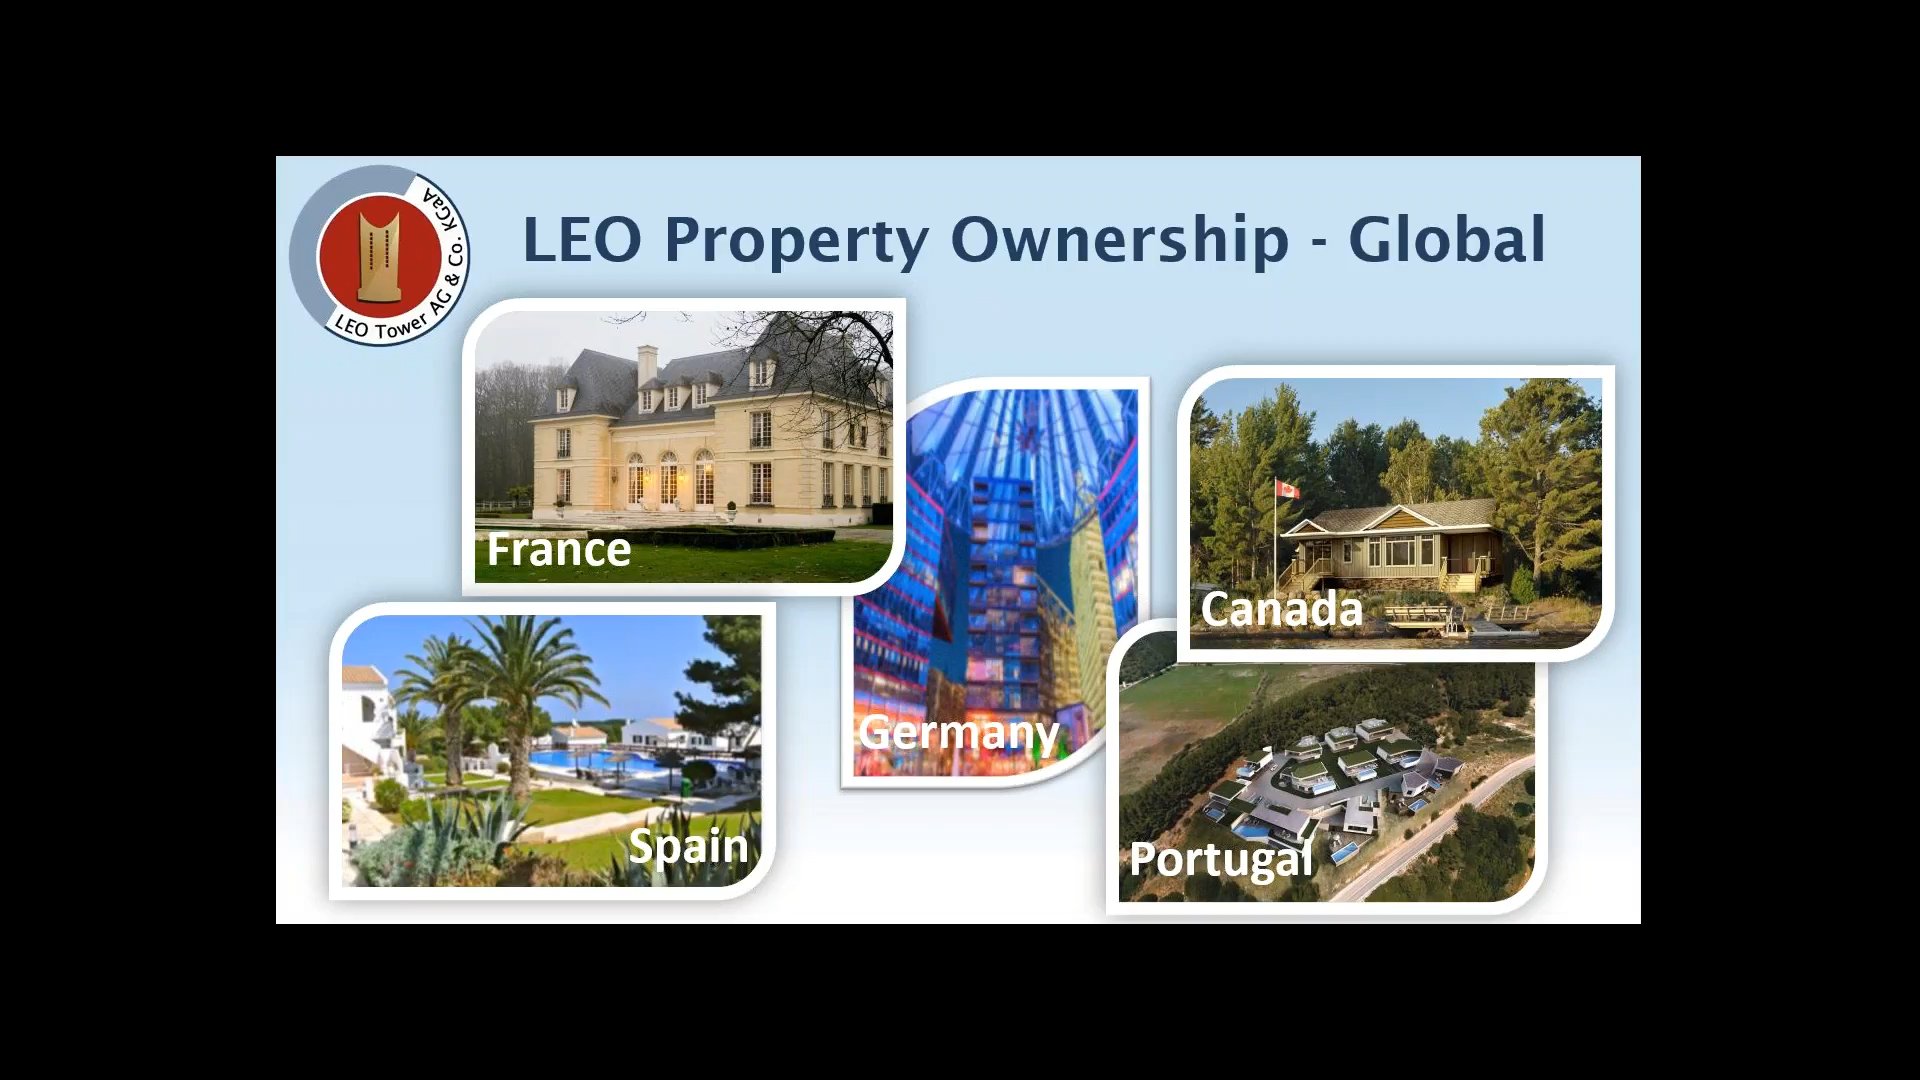 LEO Tower AG & Co. KGaA
LEO Property Ownership - Global
France
Canada
Germany
Spain
Portugal